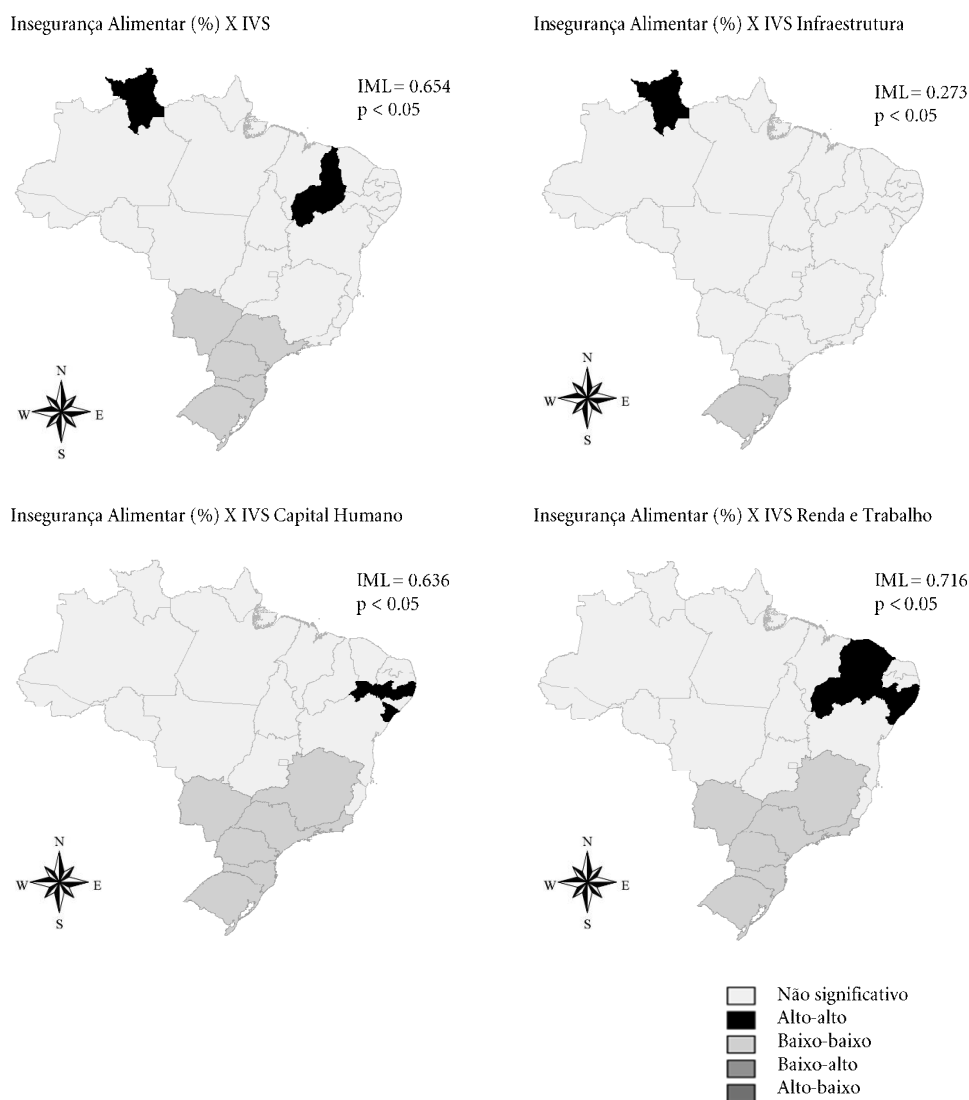 Insegurança Alimentar (%) X IVS
IML = 0.654
p < 0.05
N
W
E
S
Insegurança Alimentar (%) X IVS Infraestrutura
IML = 0.273
p < 0.05
N
W
E
S
Insegurança Alimentar (%) X IVS Capital Humano
IML = 0.636
p < 0.05
N
W
E
S
Insegurança Alimentar (%) X IVS Renda e Trabalho
IML = 0.716
p < 0.05
N
W
E
S
Não significativo
Alto-alto
Baixo-baixo
Baixo-alto
Alto-baixo